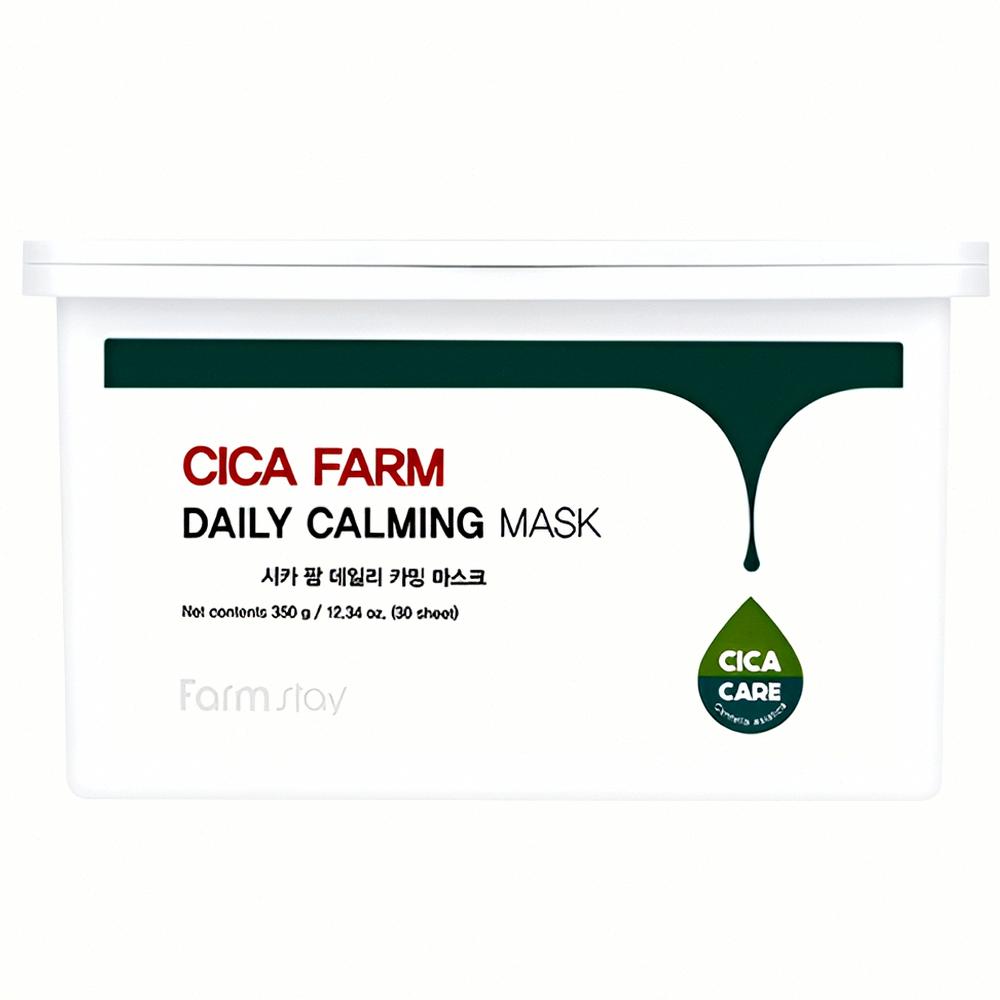 CICA FARM
DAILY CALMING MASK
시카 팜 데일리 카밍 마스크
Net contents 350 g / 12.34 oz. (30 sheet)
Farm stay
CICA
CARE